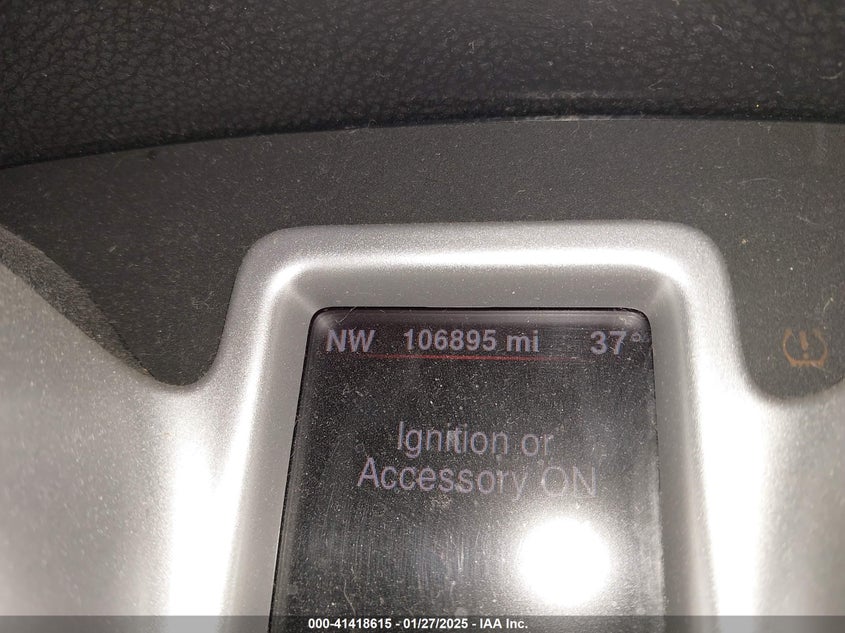 NW 106895 mi 37°
Ignition or
Accessory ON
000-41418615 / 01/27/2025 - IAA Inc.